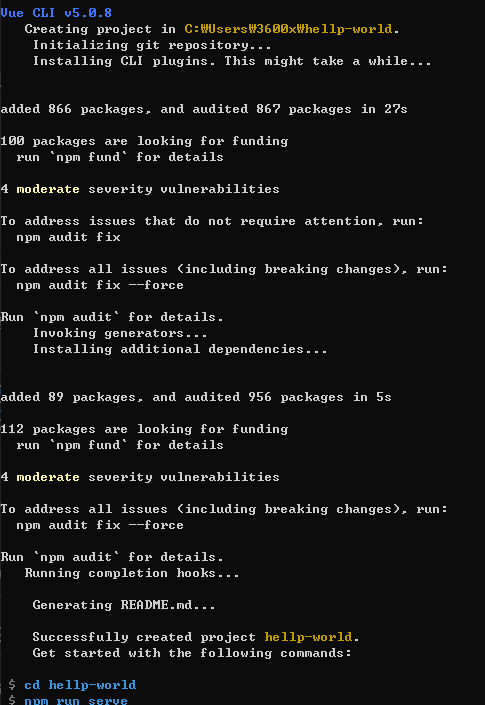 Vue CLI v5.0.8
Creating project in C:₩Users₩3600x₩hellp-world.
Initializing git repository...
Installing CLI plugins. This might take a while...
added 866 packages, and audited 867 packages in 27s
100 packages are looking for funding
run `npm fund` for details
4 moderate severity vulnerabilities
To address issues that do not require attention, run:
npm audit fix
To address all issues (including breaking changes), run:
npm audit fix --force
Run `npm audit` for details.
Invoking generators...
Installing additional dependencies...
added 89 packages, and audited 956 packages in 5s
112 packages are looking for funding
run `npm fund` for details
4 moderate severity vulnerabilities
To address all issues (including breaking changes), run:
npm audit fix --force
Run `npm audit` for details.
Running completion hooks...
Generating README.md...
Successfully created project hellp-world.
Get started with the following commands:
$ cd hellp-world
$ npm run serve